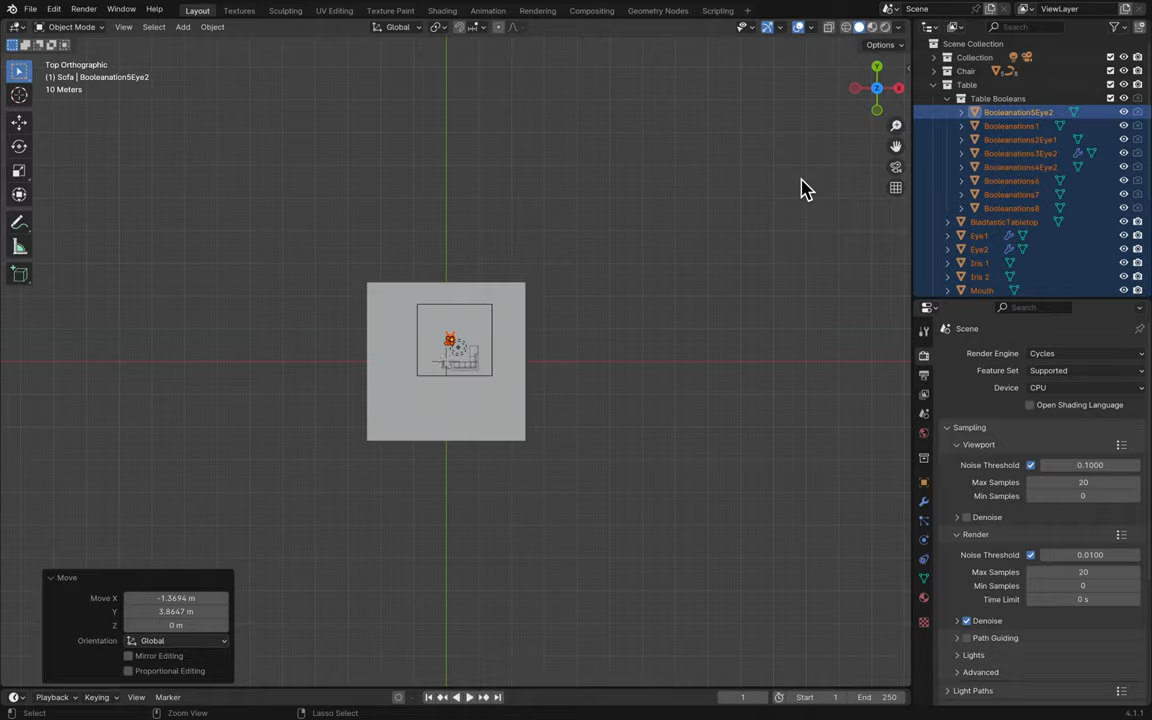 File Edit Render Window Help Layout Textures UV Editing Texture Paint Shading Animation Rendering Compositing Geometry Nodes Scripting Scene ViewLayer
Object Mode View Select Add Object Global
Options
Top Orthographic
(1) Sofa | Booleanation5Eye2
10 Meters
Y
Z
X
Move
Move X -1.3694 m
Y 3.8647 m
Z 0 m
Orientation Global
Mirror Editing
Proportional Editing
Playback Keying View Marker 1 Start 1 End 250
Select Zoom View Lasso Select 4.1.1
Search
Scene Collection
Collection
Chair 5 8
Table
Table Booleans
Booleanation5Eye2
Booleanations1
Booleanations2Eye1
Booleanations3Eye2
Booleanations4Eye2
Booleanations6
Booleanations7
Booleanations8
BladtasticTabletop
Eye1
Eye2
Iris 1
Iris 2
Mouth
Search
Scene
Render Engine Cycles
Feature Set Supported
Device CPU
Open Shading Language
Sampling
Viewport
Noise Threshold 0.1000
Max Samples 20
Min Samples 0
Denoise
Render
Noise Threshold 0.0100
Max Samples 20
Min Samples 0
Time Limit 0 s
Denoise
Path Guiding
Lights
Advanced
Light Paths